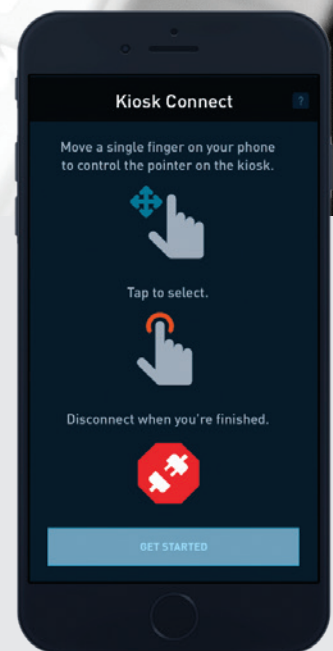 Kiosk Connect ?
Move a single finger on your phone
to control the pointer on the kiosk.
Tap to select.
Disconnect when you're finished.
GET STARTED